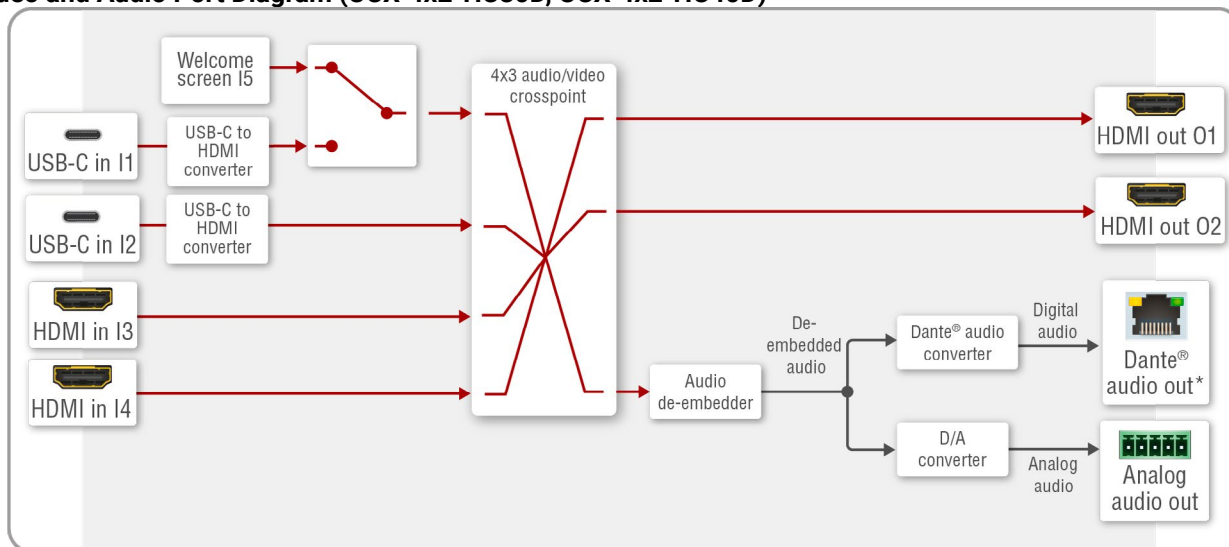 Welcome
screen I5
4x3 audio/video
crosspoint
USB-C in I1
USB-C to
HDMI
converter
HDMI out O1
USB-C in I2
USB-C to
HDMI
converter
HDMI out O2
HDMI in I3
HDMI in I4
Audio
de-embedder
De-
embedded
audio
Dante® audio
converter
Digital
audio
Dante®
audio out*
D/A
converter
Analog
audio
Analog
audio out